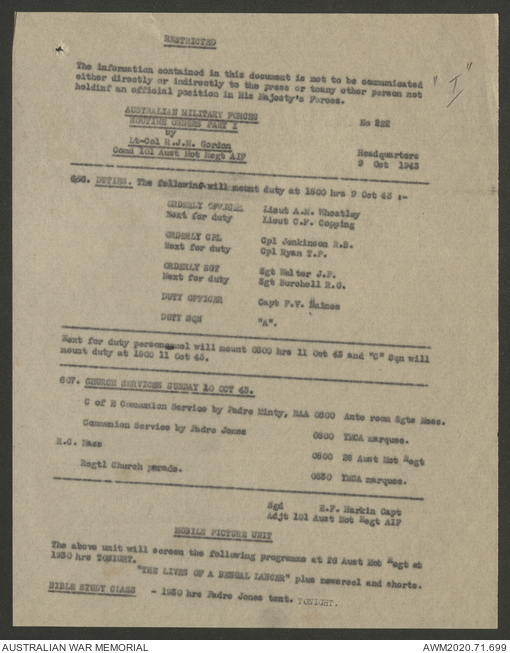 RESTRICTED
The information contained in this document is not to be communicated
either directly or indirectly to the press or toany other person not
holdinf an official position in His Majesty's Forces.
" I "
AUSTRALIAN MILITARY FORCES
ROUTINE ORDERS PART I
No 222
by
Lt-Col H.J.M. Gordon
Comd 101 Aust Mot Regt AIF
Headquarters
9 Oct 1943
DUTIES. The following will mount duty at 1800 hrs 9 Oct 43 :-
ORDERLY OFFICER Lieut A.M. Wheatley
Next for duty Lieut C.F. Copping
ORDERLY CPL Cpl Jenkinson R.B.
Next for duty Cpl Ryan T.P.
ORDERLY SGT Sgt Walter J.F.
Next for duty Sgt Burchell R.G.
DUTY OFFICER Capt F.V. Haines
DUTY SQN "A".
Next for duty personnel will mount 0800 hrs 11 Oct 43 and "C" Sqn will
mount duty at 1800 11 Oct 43.
607. CHURCH SERVICES SUNDAY 10 OCT 43.
C of E Communion Service by Padre Minty, RAA 0800 Ante room Sgts Mess.
Communion Service by Padre Jones 0800 YMCA marquee.
R.C. Mass 0800 26 Aust Mot Regt
Regtl Church parade. 0830 YMCA marquee.
Sgd E.F. Harkin Capt
Adjt 101 Aust Mot Regt AIF
MOBILE PICTURE UNIT
The above unit will screen the following programme at 26 Aust Mot Regt at
1930 hrs TONIGHT.
"THE LIVES OF A BENGAL LANCER" plus newsreel and shorts.
BIBLE STUDY CLASS - 1930 hrs Padre Jones tent. TONIGHT.
AUSTRALIAN WAR MEMORIAL
AWM2020.71.699